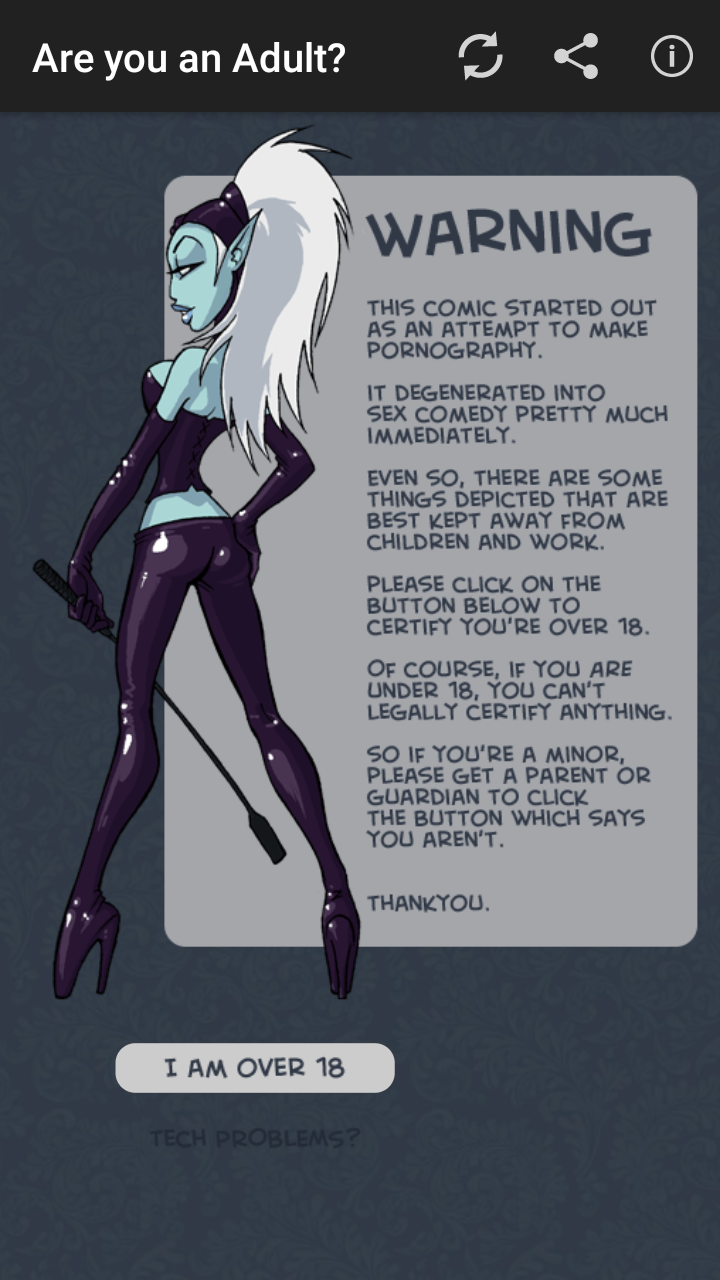 Are you an Adult?
WARNING
THIS COMIC STARTED OUT
AS AN ATTEMPT TO MAKE
PORNOGRAPHY.
IT DEGENERATED INTO
SEX COMEDY PRETTY MUCH
IMMEDIATELY.
EVEN SO, THERE ARE SOME
THINGS DEPICTED THAT ARE
BEST KEPT AWAY FROM
CHILDREN AND WORK.
PLEASE CLICK ON THE
BUTTON BELOW TO
CERTIFY YOU'RE OVER 18.
OF COURSE, IF YOU ARE
UNDER 18, YOU CAN'T
LEGALLY CERTIFY ANYTHING.
SO IF YOU'RE A MINOR,
PLEASE GET A PARENT OR
GUARDIAN TO CLICK
THE BUTTON WHICH SAYS
YOU AREN'T.
THANKYOU.
I AM OVER 18
TECH PROBLEMS?